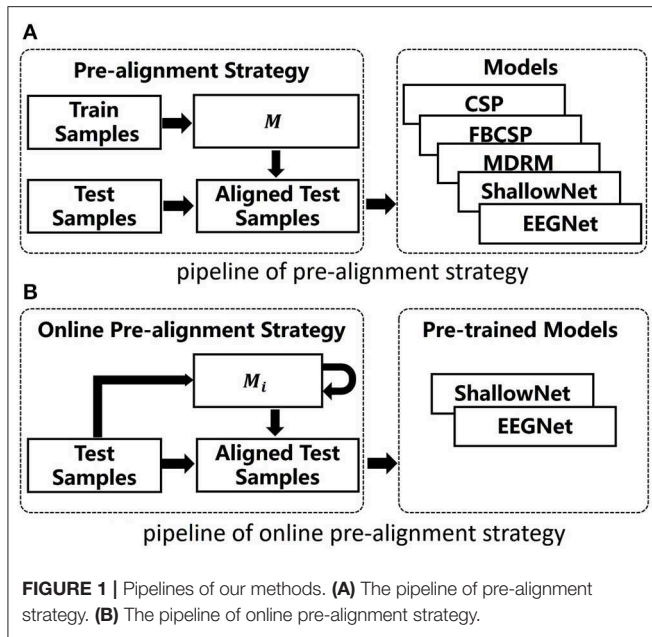 A
Pre-alignment Strategy
Train
Samples
M
Test
Samples
Aligned Test
Samples
Models
CSP
FBCSP
MDRM
ShallowNet
EEGNet
pipeline of pre-alignment strategy
B
Online Pre-alignment Strategy
M_i
Test
Samples
Aligned Test
Samples
Pre-trained Models
ShallowNet
EEGNet
pipeline of online pre-alignment strategy
FIGURE 1 | Pipelines of our methods. (A) The pipeline of pre-alignment
strategy. (B) The pipeline of online pre-alignment strategy.